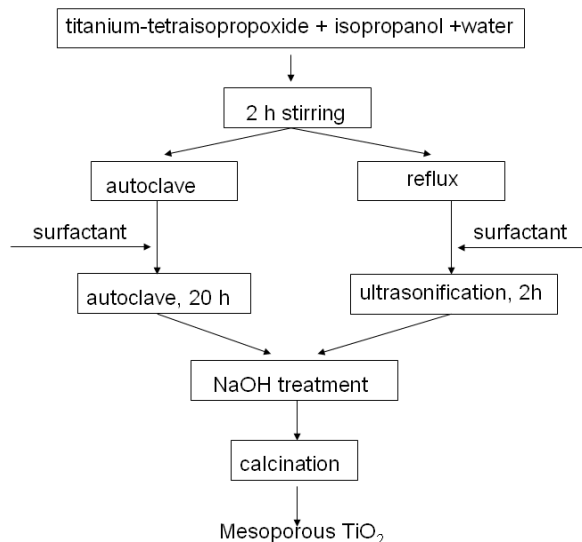 titanium-tetraisopropoxide + isopropanol +water
2 h stirring
autoclave
reflux
surfactant
surfactant
autoclave, 20 h
ultrasonification, 2h
NaOH treatment
calcination
Mesoporous TiO₂